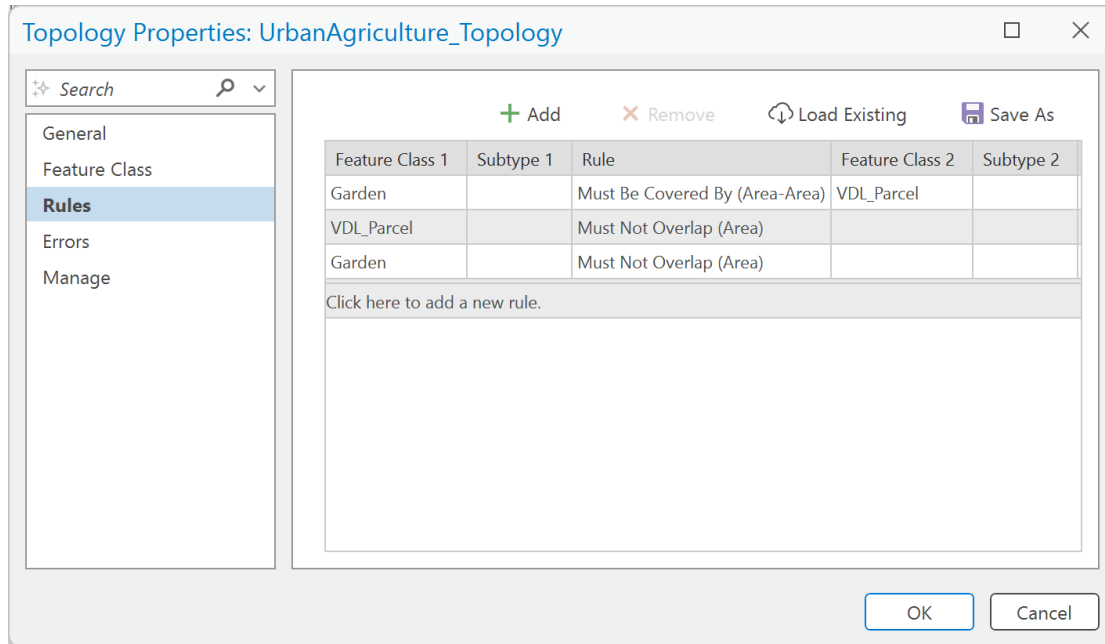 Topology Properties: UrbanAgriculture_Topology
Search
General
Feature Class
Rules
Errors
Manage
Add Remove Load Existing Save As
Feature Class 1 Subtype 1 Rule Feature Class 2 Subtype 2
Garden Must Be Covered By (Area-Area) VDL_Parcel
VDL_Parcel Must Not Overlap (Area)
Garden Must Not Overlap (Area)
Click here to add a new rule.
OK Cancel